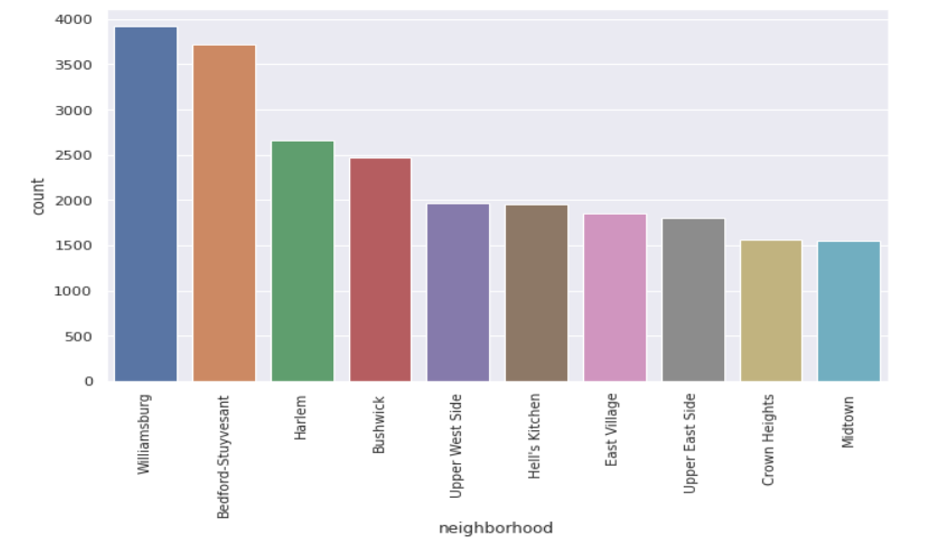 4000
3500
3000
2500
2000
1500
1000
500
0
count
Williamsburg
Bedford-Stuyvesant
Harlem
Bushwick
Upper West Side
Hell's Kitchen
East Village
Upper East Side
Crown Heights
Midtown
neighborhood